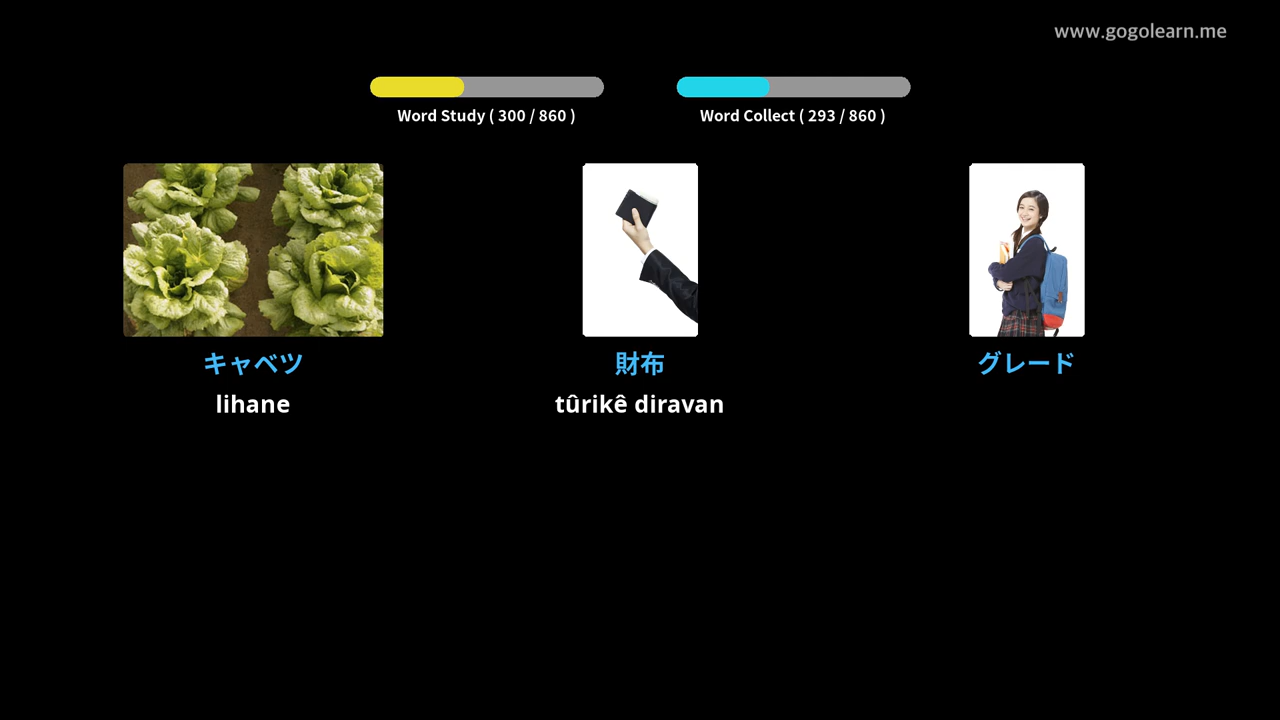 www.gogolearn.me
Word Study ( 300 / 860 )
Word Collect ( 293 / 860 )
キャベツ
財布
グレード
lihane
tûrikê diravan